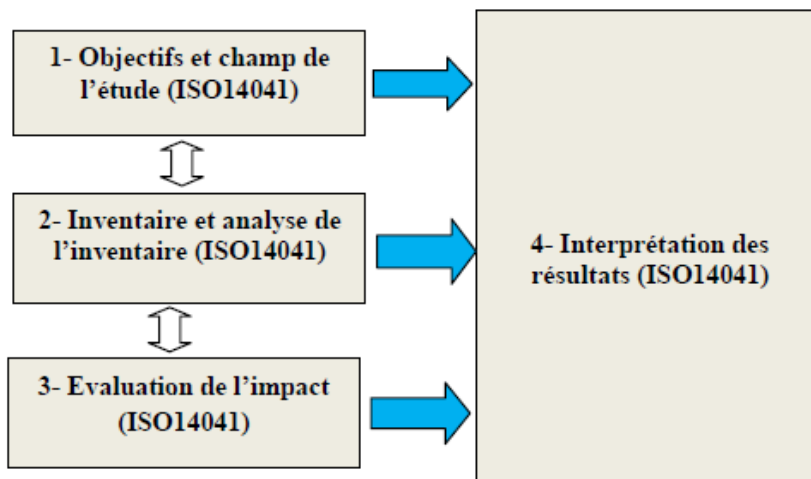 1- Objectifs et champ de
l’étude (ISO14041)
2- Inventaire et analyse de
l’inventaire (ISO14041)
3- Evaluation de l’impact
(ISO14041)
4- Interprétation des
résultats (ISO14041)